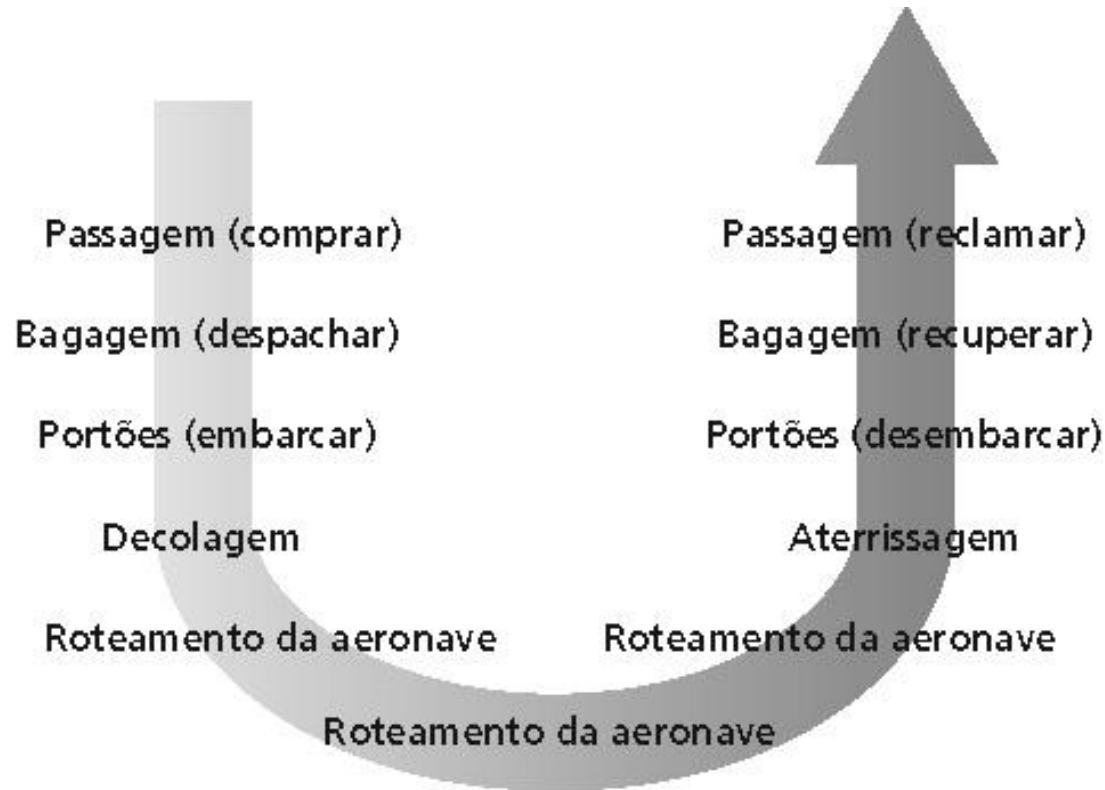 Passagem (comprar)
Bagagem (despachar)
Portões (embarcar)
Decolagem
Roteamento da aeronave
Roteamento da aeronave
Roteamento da aeronave
Aterrissagem
Portões (desembarcar)
Bagagem (recuperar)
Passagem (reclamar)